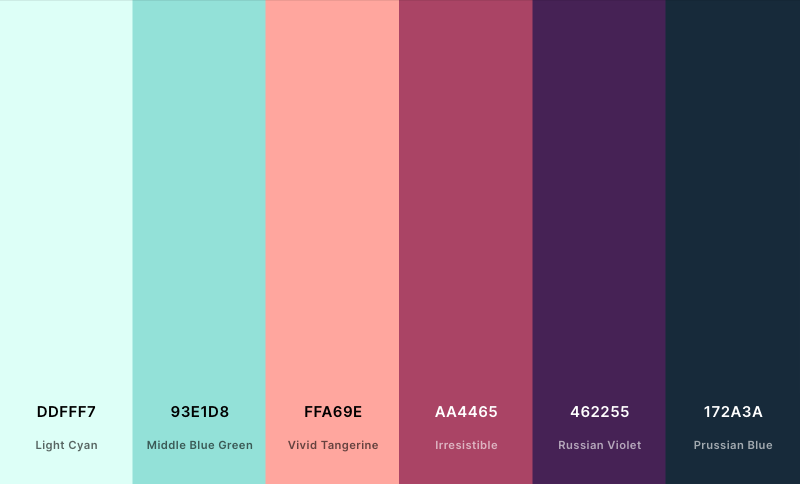 DDFFF7
Light Cyan
93E1D8
Middle Blue Green
FFA69E
Vivid Tangerine
AA4465
Irresistible
462255
Russian Violet
172A3A
Prussian Blue